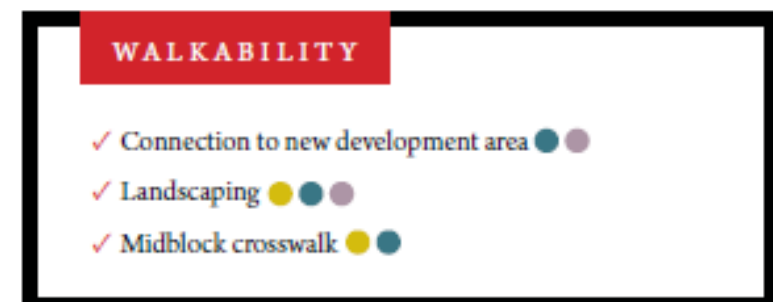 WALKABILITY
✓ Connection to new development area
✓ Landscaping
✓ Midblock crosswalk